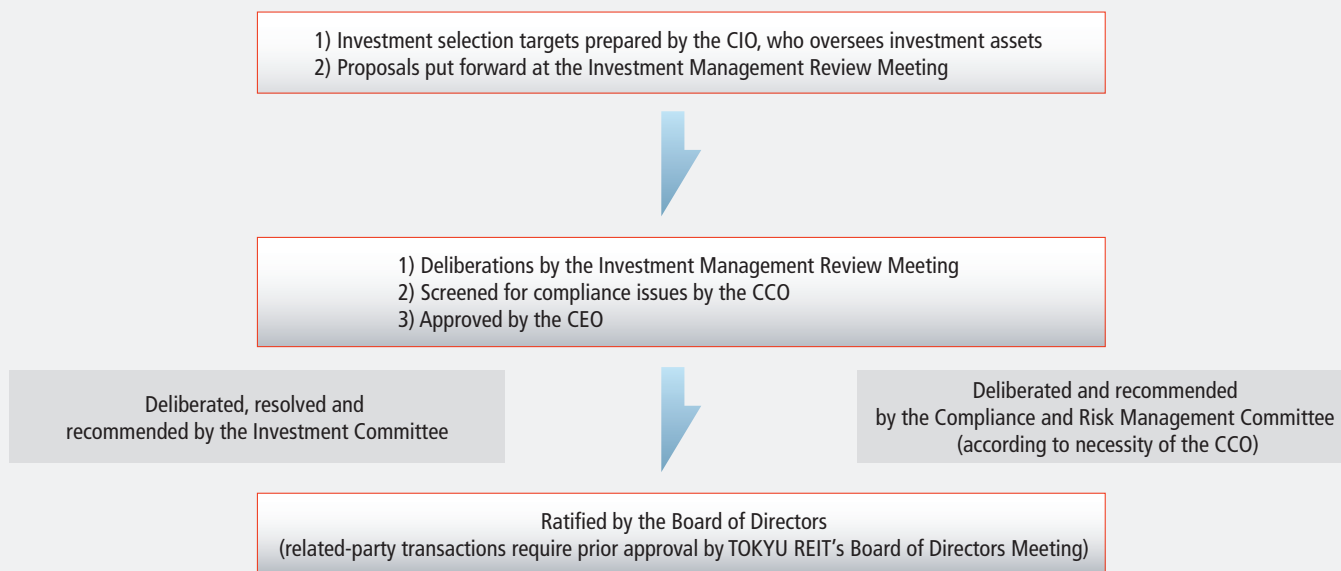 1) Investment selection targets prepared by the CIO, who oversees investment assets
2) Proposals put forward at the Investment Management Review Meeting
1) Deliberations by the Investment Management Review Meeting
2) Screened for compliance issues by the CCO
3) Approved by the CEO
Deliberated, resolved and
recommended by the Investment Committee
Deliberated and recommended
by the Compliance and Risk Management Committee
(according to necessity of the CCO)
Ratified by the Board of Directors
(related-party transactions require prior approval by TOKYU REIT’s Board of Directors Meeting)